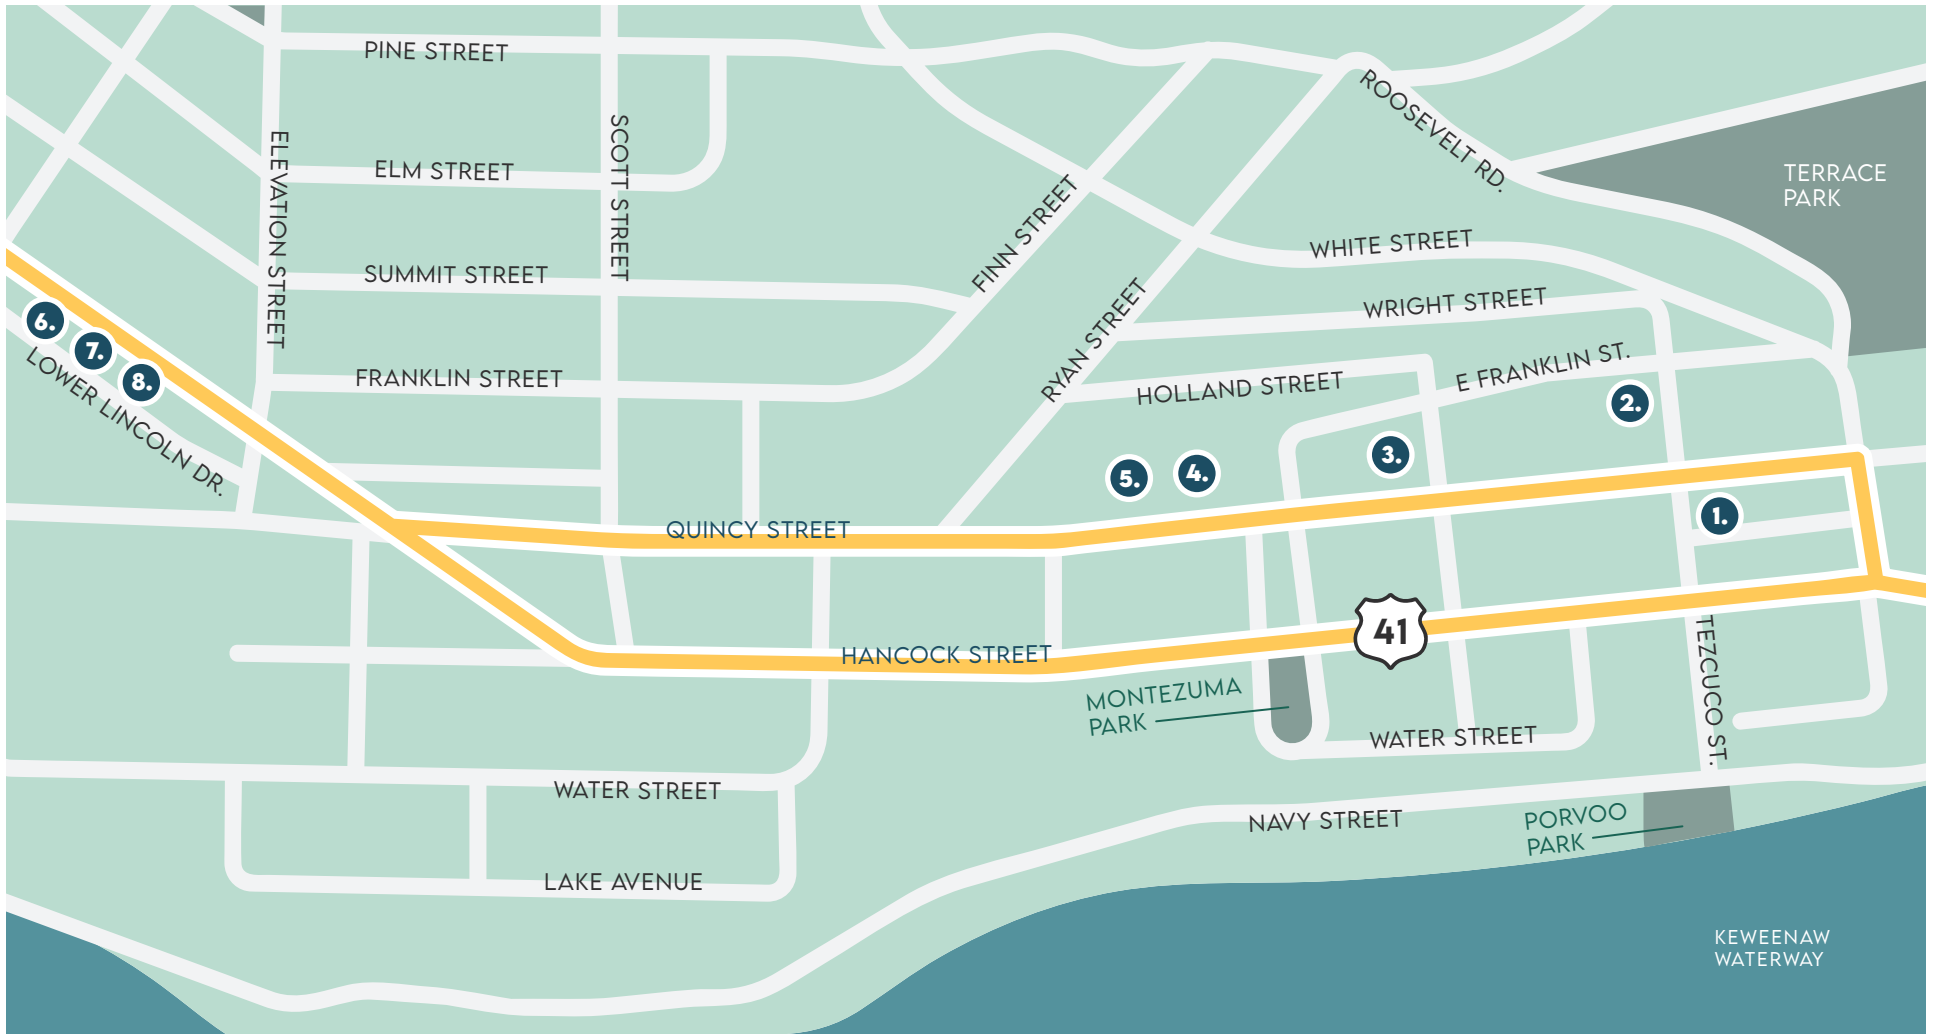 PINE STREET
ROOSEVELT RD.
TERRACE
PARK
ELEVATION STREET
ELM STREET
SCOTT STREET
FINN STREET
WHITE STREET
SUMMIT STREET
RYAN STREET
WRIGHT STREET
6.
7.
8.
LOWER LINCOLN DR.
FRANKLIN STREET
HOLLAND STREET
E FRANKLIN ST.
2.
3.
4.
5.
1.
QUINCY STREET
HANCOCK STREET
41
MONTEZUMA
PARK
TEZCUCO ST.
WATER STREET
WATER STREET
NAVY STREET
PORVOO
PARK
LAKE AVENUE
KEWEENAW
WATERWAY